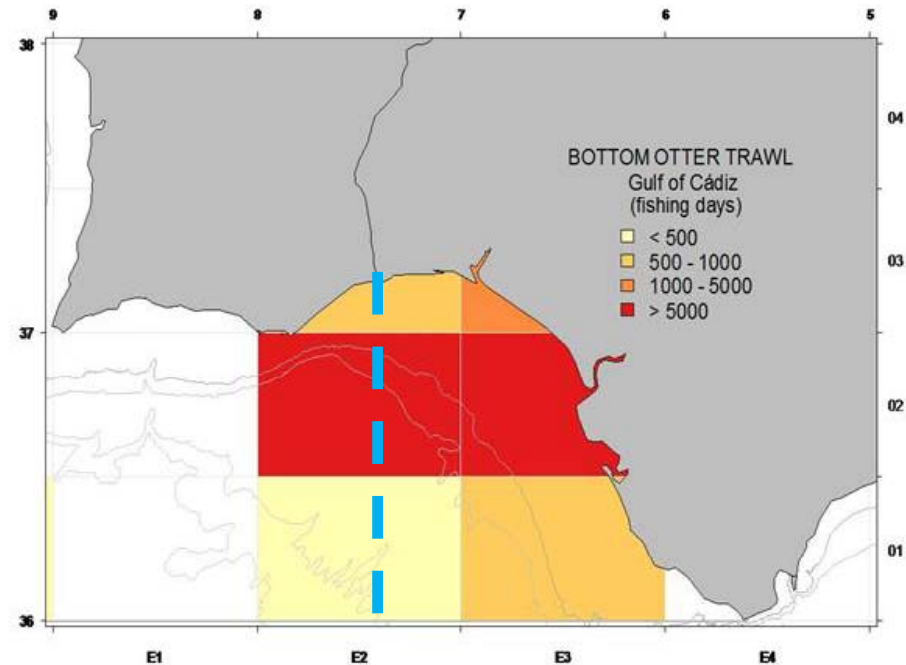 9 8 7 6 5
38
04
BOTTOM OTTER TRAWL
Gulf of Cádiz
(fishing days)
< 500
03
500 - 1000
1000 - 5000
> 5000
37
02
01
36
E1 E2 E3 E4